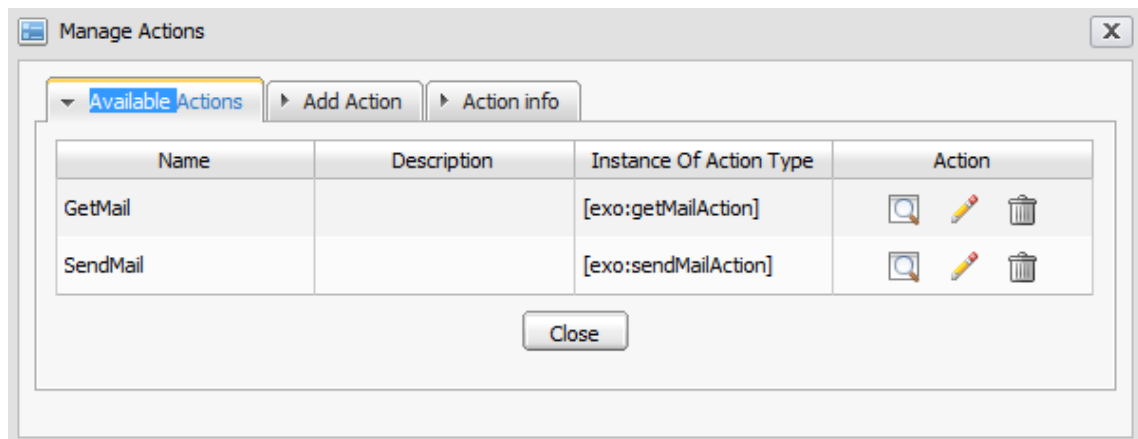 Manage Actions
Available Actions Add Action Action info
Name Description Instance Of Action Type Action
GetMail [exo:getMailAction]
SendMail [exo:sendMailAction]
Close